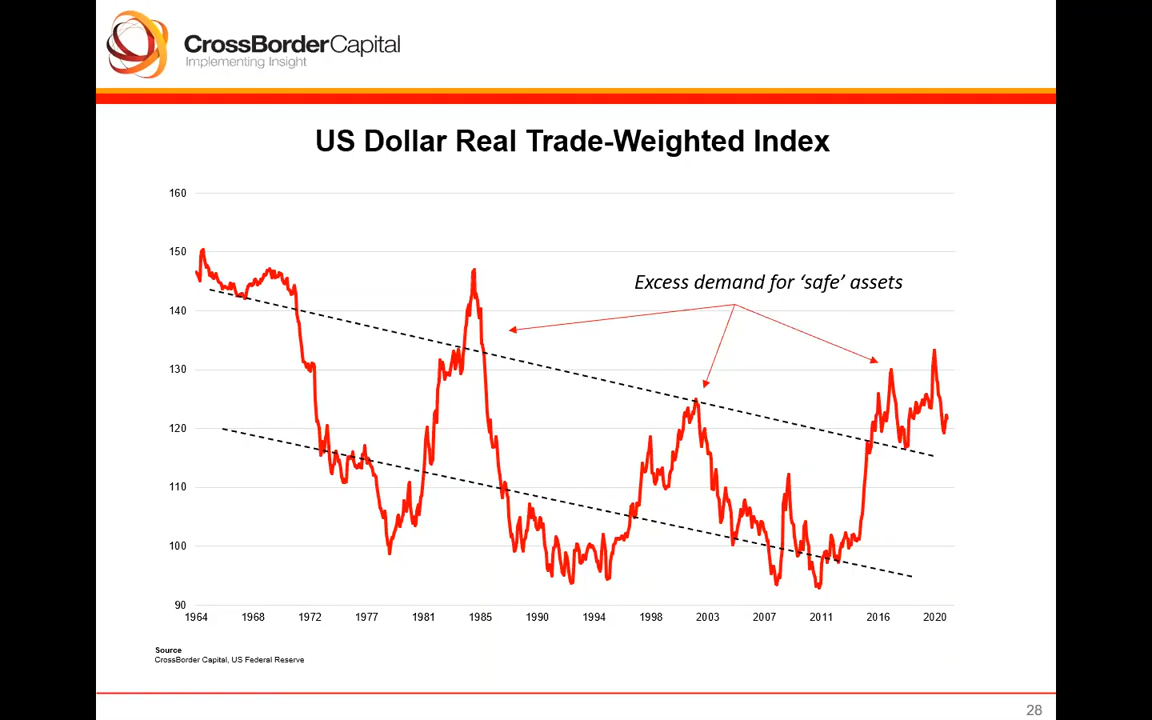 CrossBorderCapital
Implementing Insight
US Dollar Real Trade-Weighted Index
160
150
140
130
120
110
100
90
Excess demand for ‘safe’ assets
1964 1968 1972 1977 1981 1985 1990 1994 1998 2003 2007 2011 2016 2020
Source
CrossBorder Capital, US Federal Reserve
28